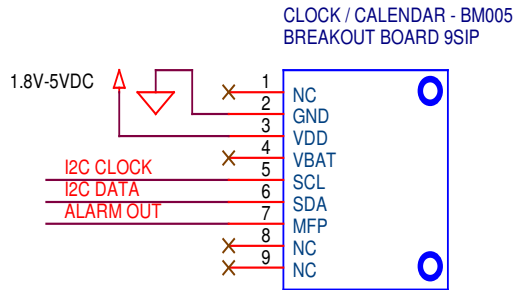 CLOCK / CALENDAR - BM005
BREAKOUT BOARD 9SIP
1.8V-5VDC
1 NC
2 GND
3 VDD
4 VBAT
I2C CLOCK 5 SCL
I2C DATA 6 SDA
ALARM OUT 7 MFP
8 NC
9 NC